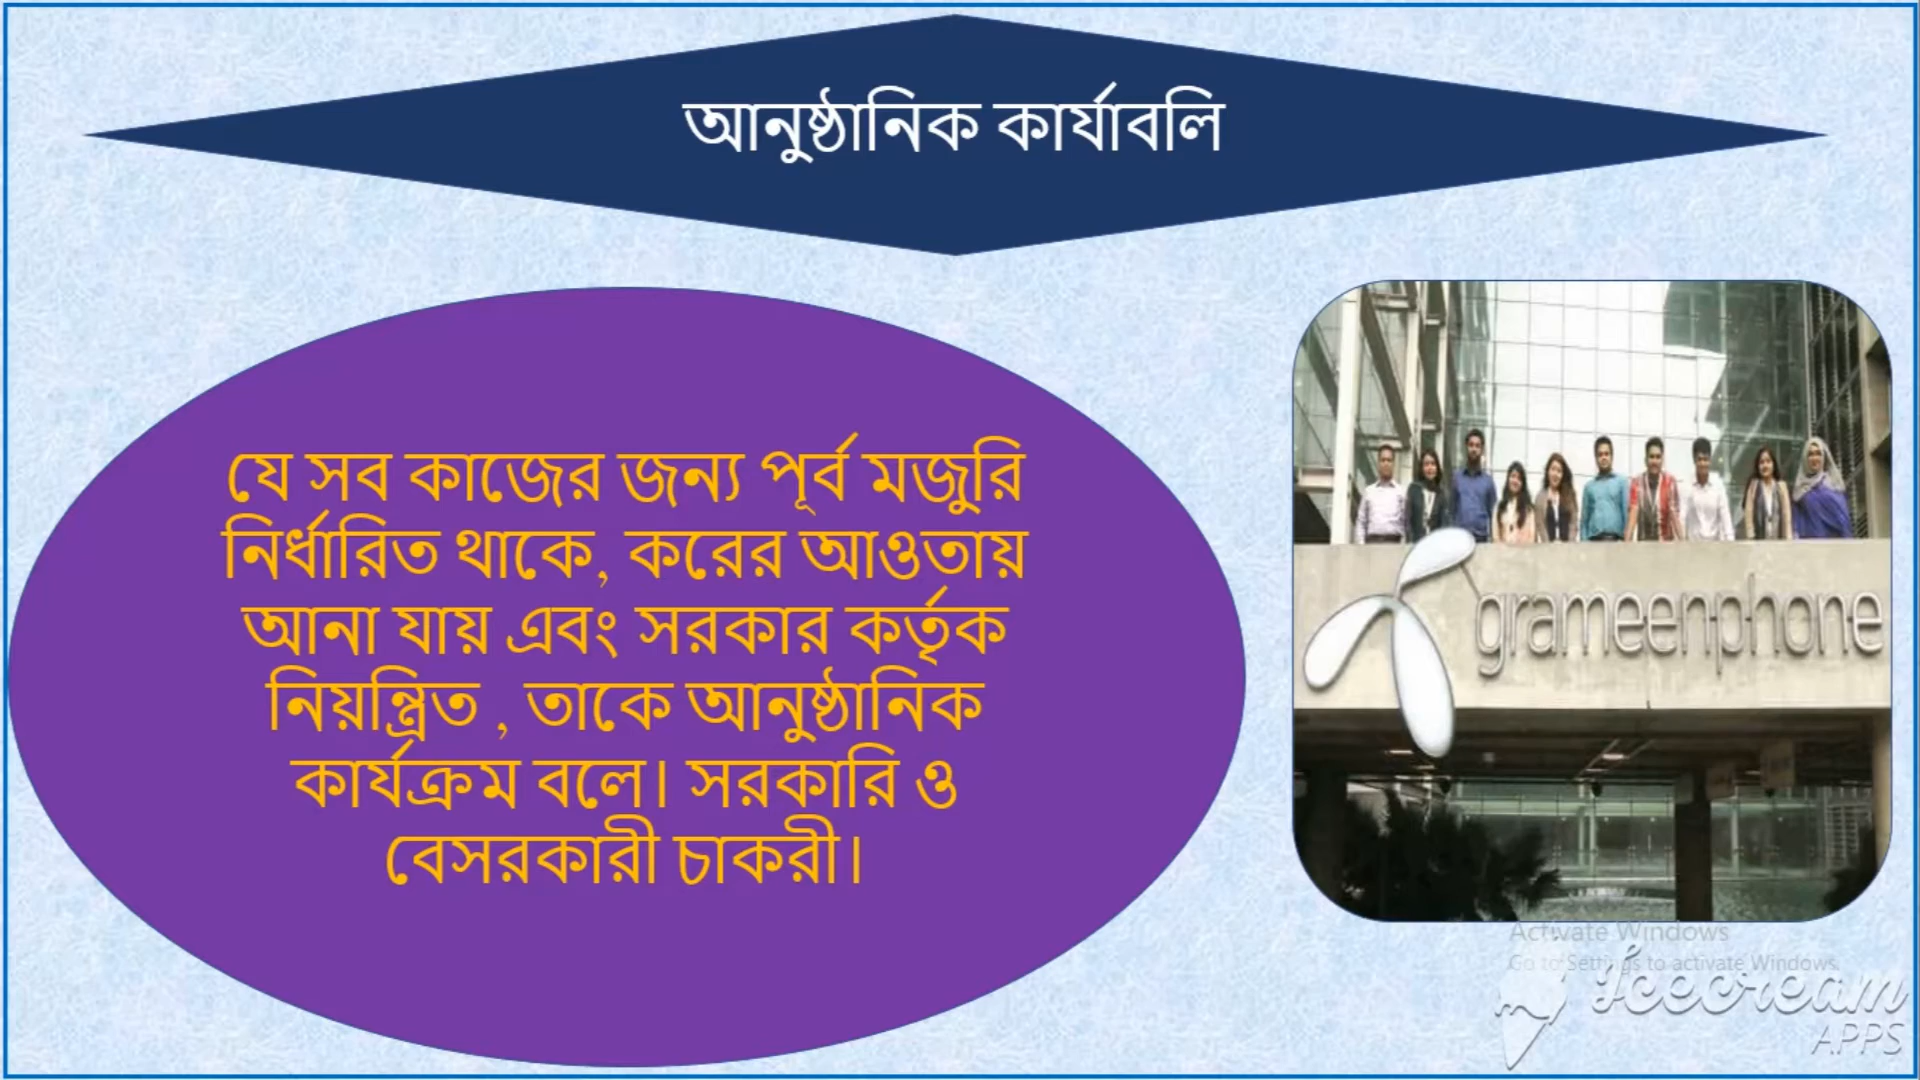 আনুষ্ঠানিক কার্যাবলি
যে সব কাজের জন্য পূর্ব মজুরি
নির্ধারিত থাকে, করের আওতায়
আনা যায় এবং সরকার কর্তৃক
নিয়ন্ত্রিত , তাকে আনুষ্ঠানিক
কার্যক্রম বলে। সরকারি ও
বেসরকারী চাকরী।
grameenphone
Activate Windows
Go to Settings to activate Windows.
Icecream
APPS